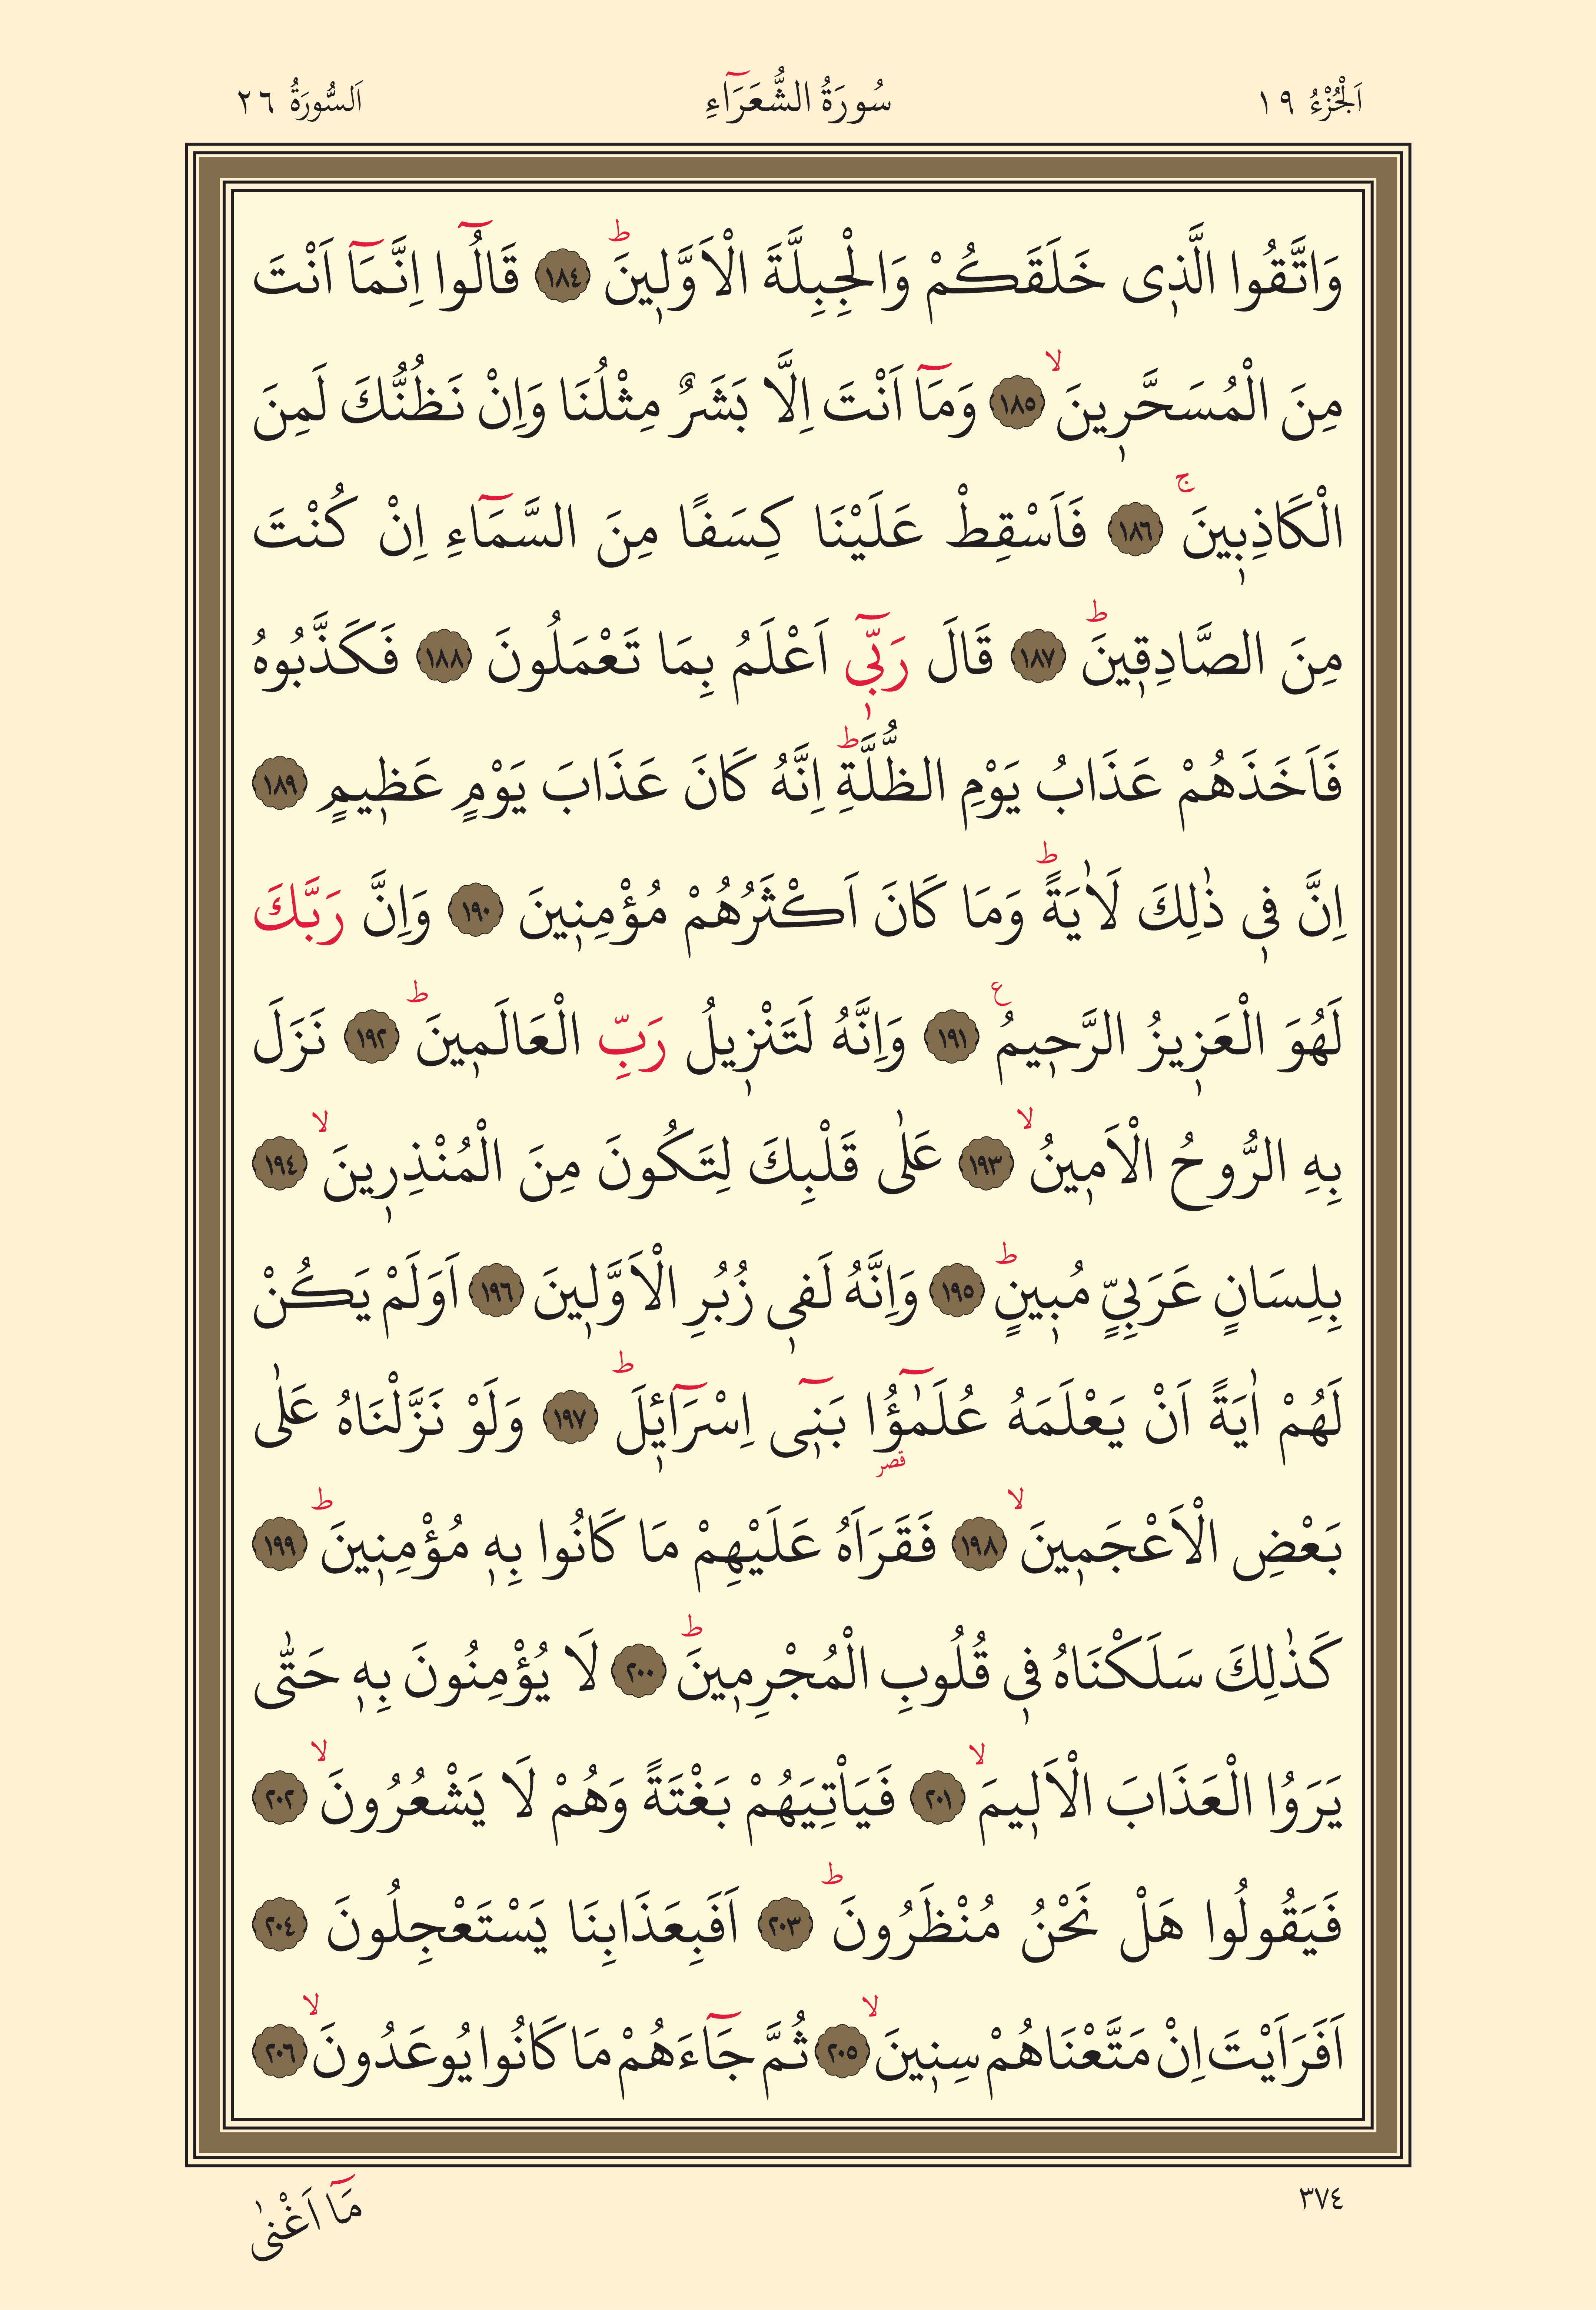 اَلْجُزْءُ ١٩
سُورَةُ الشُّعَرَٓاءِ
اَلسُّورَةُ ٢٦
وَاتَّقُوا الَّذ۪ى خَلَقَكُمْ وَالْجِبِلَّةَ الْاَوَّل۪ينَۜ ﴿١٨٤﴾ قَالُٓوا اِنَّمَٓا اَنْتَ
مِنَ الْمُسَحَّر۪ينَۙ ﴿١٨٥﴾ وَمَٓا اَنْتَ اِلَّا بَشَرٌ مِثْلُنَا وَاِنْ نَظُنُّكَ لَمِنَ
الْكَاذِب۪ينَۚ ﴿١٨٦﴾ فَاَسْقِطْ عَلَيْنَا كِسَفًا مِنَ السَّمَٓاءِ اِنْ كُنْتَ
مِنَ الصَّادِق۪ينَۜ ﴿١٨٧﴾ قَالَ رَبّ۪ٓى اَعْلَمُ بِمَا تَعْمَلُونَ ﴿١٨٨﴾ فَكَذَّبُوهُ
فَاَخَذَهُمْ عَذَابُ يَوْمِ الظُّلَّةِۜ اِنَّهُ كَانَ عَذَابَ يَوْمٍ عَظ۪يمٍ ﴿١٨٩﴾
اِنَّ ف۪ى ذٰلِكَ لَاٰيَةًۜ وَمَا كَانَ اَكْثَرُهُمْ مُؤْمِن۪ينَ ﴿١٩٠﴾ وَاِنَّ رَبَّكَ
لَهُوَ الْعَز۪يزُ الرَّح۪يمُ ع ﴿١٩١﴾ وَاِنَّهُ لَتَنْز۪يلُ رَبِّ الْعَالَم۪ينَۜ ﴿١٩٢﴾ نَزَلَ
بِهِ الرُّوحُ الْاَم۪ينُۙ ﴿١٩٣﴾ عَلٰى قَلْبِكَ لِتَكُونَ مِنَ الْمُنْذِر۪ينَۙ ﴿١٩٤﴾
بِلِسَانٍ عَرَبِيٍّ مُب۪ينٍۜ ﴿١٩٥﴾ وَاِنَّهُ لَف۪ى زُبُرِ الْاَوَّل۪ينَ ﴿١٩٦﴾ اَوَلَمْ يَكُنْ
لَهُمْ اٰيَةً اَنْ يَعْلَمَهُ عُلَمٰٓؤُا قصر بَن۪ٓى اِسْرَٓاء۪يلَۜ ﴿١٩٧﴾ وَلَوْ نَزَّلْنَاهُ عَلٰى
بَعْضِ الْاَعْجَم۪ينَۙ ﴿١٩٨﴾ فَقَرَاَهُ عَلَيْهِمْ مَا كَانُوا بِه۪ مُؤْمِن۪ينَۜ ﴿١٩٩﴾
كَذٰلِكَ سَلَكْنَاهُ ف۪ى قُلُوبِ الْمُجْرِم۪ينَۜ ﴿٢٠٠﴾ لَا يُؤْمِنُونَ بِه۪ حَتّٰى
يَرَوُا الْعَذَابَ الْاَل۪يمَۙ ﴿٢٠١﴾ فَيَاْتِيَهُمْ بَغْتَةً وَهُمْ لَا يَشْعُرُونَۙ ﴿٢٠٢﴾
فَيَقُولُوا هَلْ نَحْنُ مُنْظَرُونَۜ ﴿٢٠٣﴾ اَفَبِعَذَابِنَا يَسْتَعْجِلُونَ ﴿٢٠٤﴾
اَفَرَاَيْتَ اِنْ مَتَّعْنَاهُمْ سِن۪ينَۙ ﴿٢٠٥﴾ ثُمَّ جَٓاءَهُمْ مَا كَانُوا يُوعَدُونَۙ ﴿٢٠٦﴾
٣٧٤
مَٓا اَغْنٰى